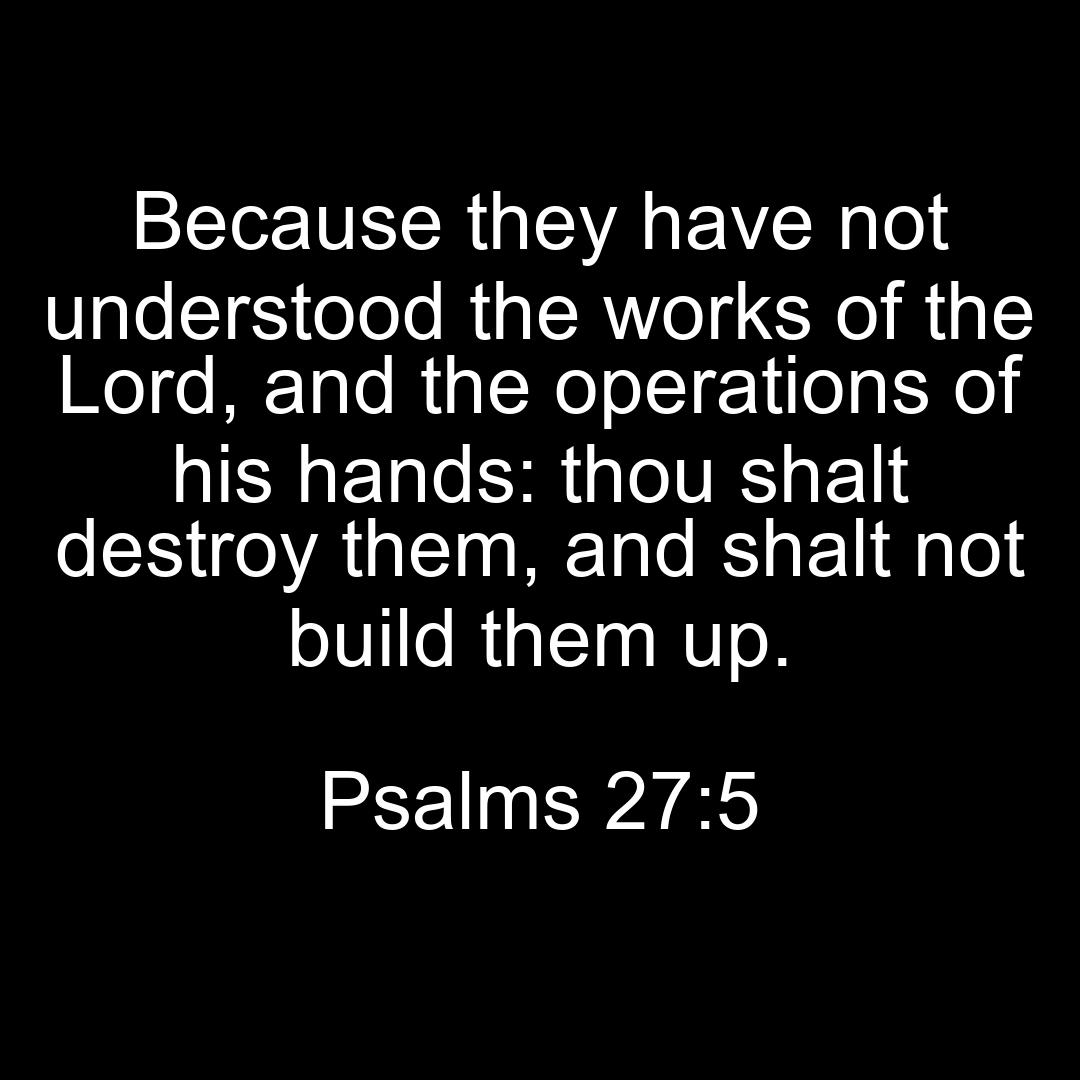 Because they have not
understood the works of the
Lord, and the operations of
his hands: thou shalt
destroy them, and shalt not
build them up.
Psalms 27:5